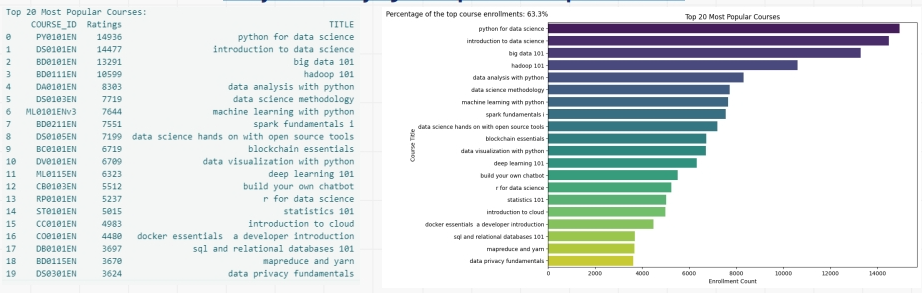 Top 20 Most Popular Courses:
COURSE_ID Ratings TITLE
0 PY0101EN 14936 python for data science
1 DS0101EN 14477 introduction to data science
2 BD0101EN 13291 big data 101
3 BD0111EN 10599 hadoop 101
4 DA0101EN 8303 data analysis with python
5 DS0103EN 7719 data science methodology
6 ML0101ENv3 7644 machine learning with python
7 BD0211EN 7551 spark fundamentals i
8 DS0105EN 7199 data science hands on with open source tools
9 BC0101EN 6719 blockchain essentials
10 DV0101EN 6709 data visualization with python
11 ML0115EN 6323 deep learning 101
12 CB0103EN 5512 build your own chatbot
13 RP0101EN 5237 r for data science
14 ST0101EN 5015 statistics 101
15 CC0101EN 4983 introduction to cloud
16 CO0101EN 4480 docker essentials a developer introduction
17 DB0101EN 3697 sql and relational databases 101
18 BD0115EN 3670 mapreduce and yarn
19 DS0301EN 3624 data privacy fundamentals
Percentage of the top course enrollments: 63.3%
Top 20 Most Popular Courses
python for data science
introduction to data science
big data 101
hadoop 101
data analysis with python
data science methodology
machine learning with python
spark fundamentals i
data science hands on with open source tools
blockchain essentials
data visualization with python
deep learning 101
build your own chatbot
r for data science
statistics 101
introduction to cloud
docker essentials a developer introduction
sql and relational databases 101
mapreduce and yarn
data privacy fundamentals
Course Title
0 2000 4000 6000 8000 10000 12000 14000
Enrollment Count